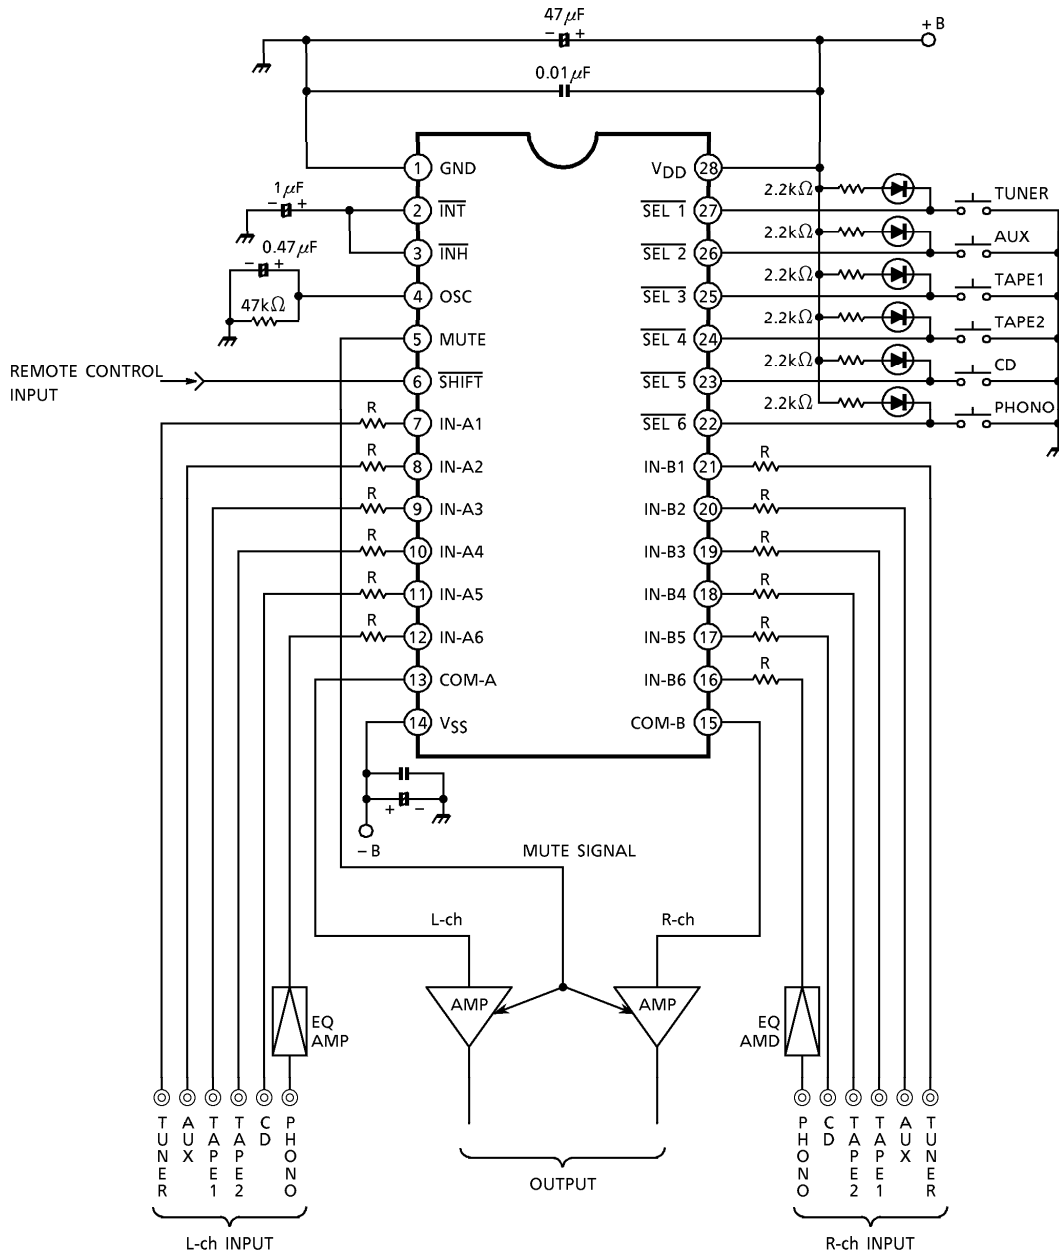 47μF
− +
+B
0.01μF
1 GND
VDD 28
1μF
− +
2 INT
2.2kΩ
SEL 1 27
TUNER
0.47μF
− +
3 INH
2.2kΩ
SEL 2 26
AUX
47kΩ
4 OSC
2.2kΩ
SEL 3 25
TAPE1
5 MUTE
2.2kΩ
SEL 4 24
TAPE2
REMOTE CONTROL
INPUT
6 SHIFT
2.2kΩ
SEL 5 23
CD
R
7 IN-A1
2.2kΩ
SEL 6 22
PHONO
R
8 IN-A2
IN-B1 21
R
R
9 IN-A3
IN-B2 20
R
R
10 IN-A4
IN-B3 19
R
R
11 IN-A5
IN-B4 18
R
R
12 IN-A6
IN-B5 17
R
13 COM-A
IN-B6 16
R
14 VSS
COM-B 15
+ −
−B
MUTE SIGNAL
L-ch
R-ch
AMP
AMP
EQ
AMP
EQ
AMD
TUNER
AUX
TAPE1
TAPE2
CD
PHONO
PHONO
CD
TAPE2
TAPE1
AUX
TUNER
OUTPUT
L-ch INPUT
R-ch INPUT